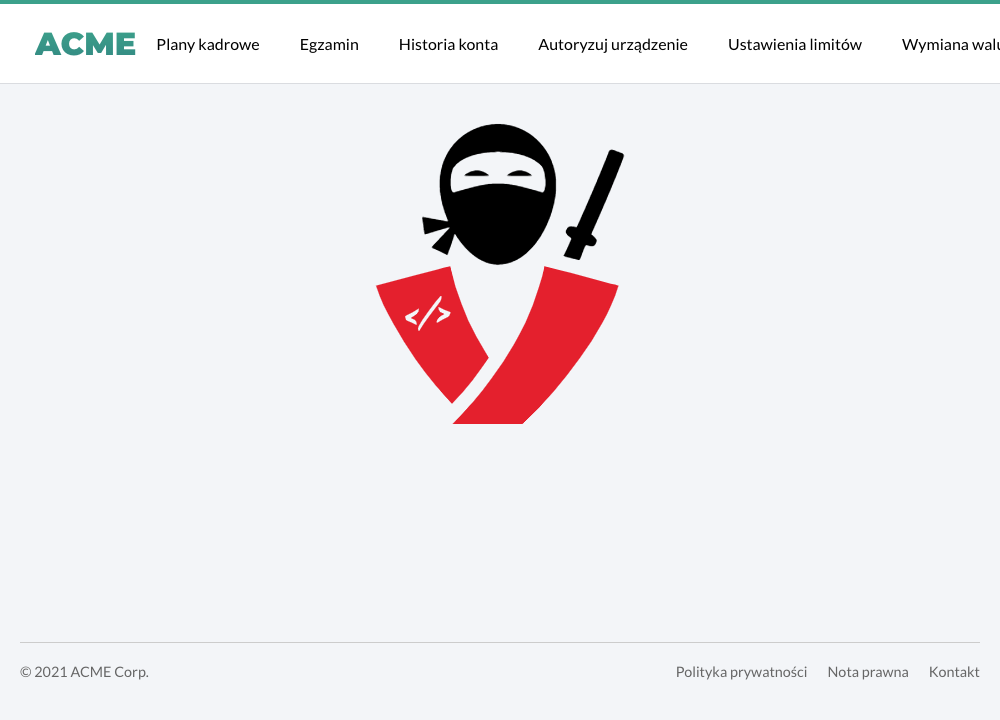 ACME Plany kadrowe Egzamin Historia konta Autoryzuj urządzenie Ustawienia limitów Wymiana
</>
© 2021 ACME Corp. Polityka prywatności Nota prawna Kontakt